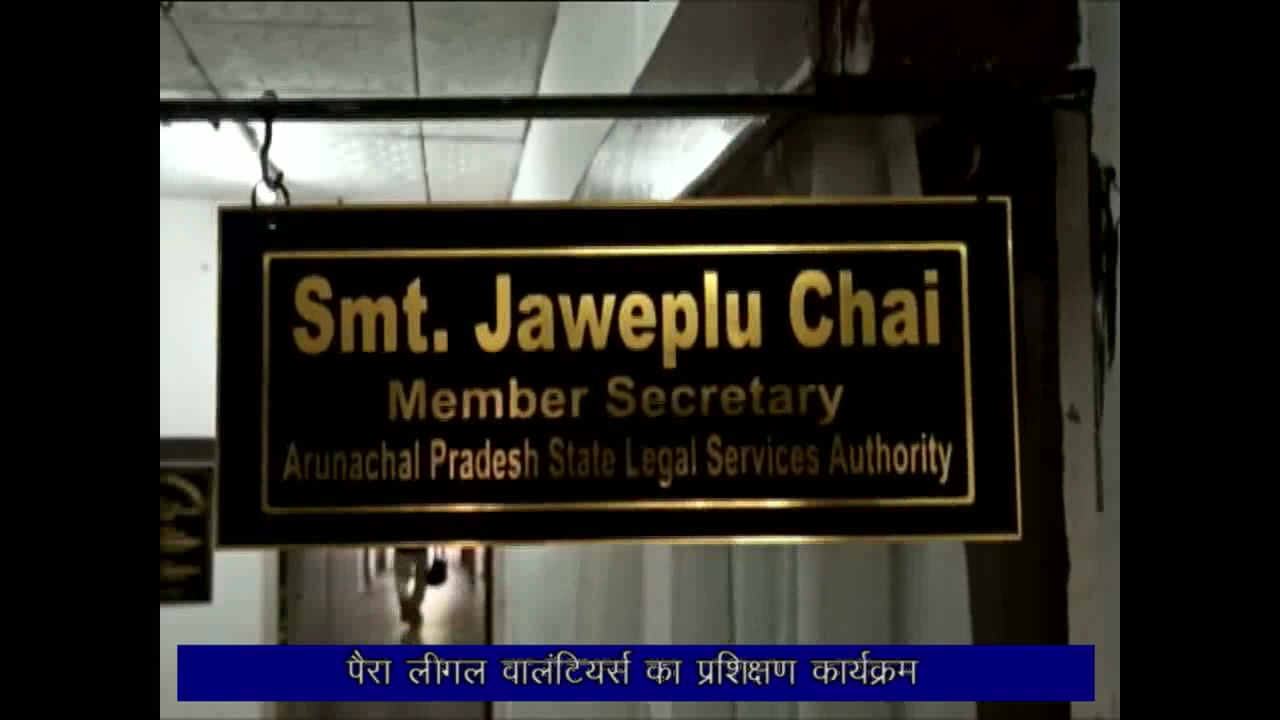 Smt. Jaweplu Chai
Member Secretary
Arunachal Pradesh State Legal Services Authority
पैरा लीगल वालंटियर्स का प्रशिक्षण कार्यक्रम